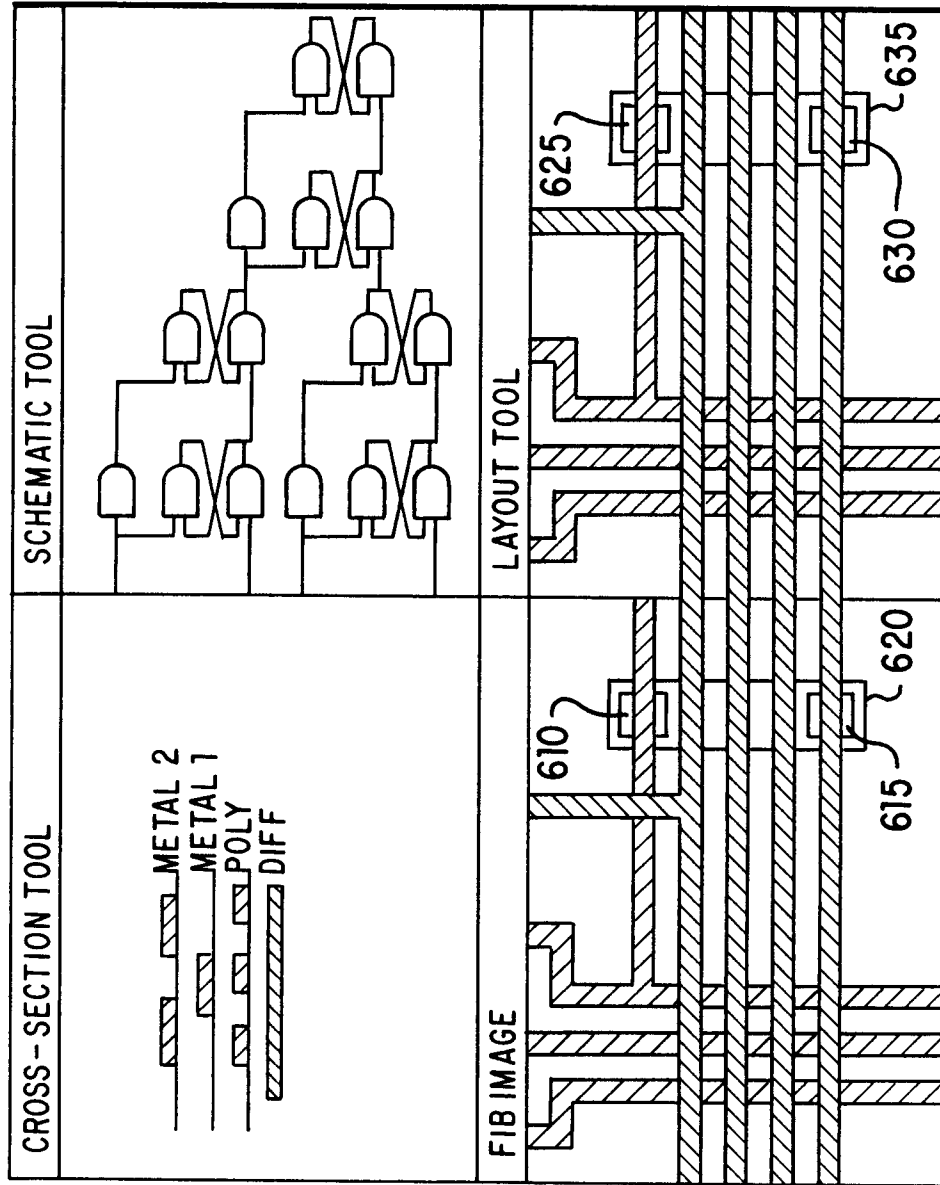 CROSS-SECTION TOOL
METAL 2
METAL 1
POLY
DIFF
SCHEMATIC TOOL
FIB IMAGE
610
615
620
LAYOUT TOOL
625
630
635